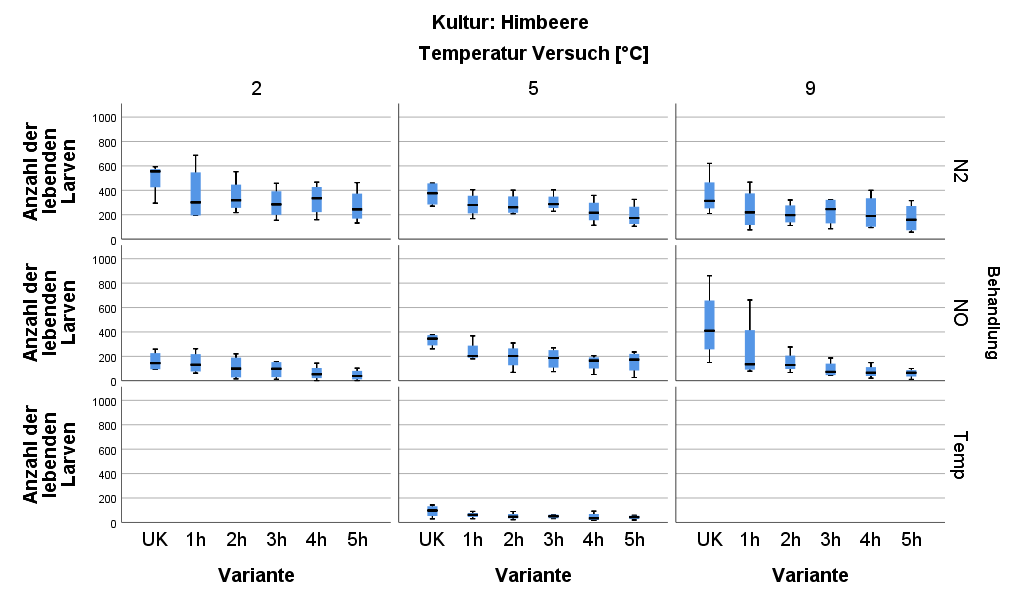 Kultur: Himbeere
Temperatur Versuch [°C]
2 5 9
Anzahl der
lebenden
Larven
1000
800
600
400
200
0
N2
Anzahl der
lebenden
Larven
1000
800
600
400
200
0
NO
Behandlung
Anzahl der
lebenden
Larven
1000
800
600
400
200
0
Temp
UK 1h 2h 3h 4h 5h UK 1h 2h 3h 4h 5h UK 1h 2h 3h 4h 5h
Variante Variante Variante